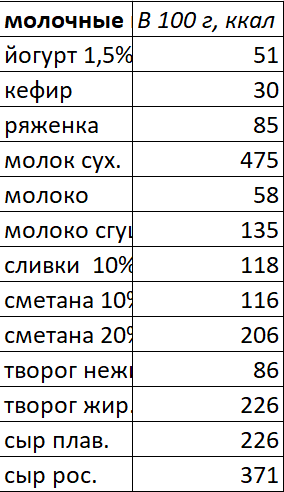 молочные В 100 г, ккал
йогурт 1,5% 51
кефир 30
ряженка 85
молок сух. 475
молоко 58
молоко сгущ 135
сливки 10% 118
сметана 10% 116
сметана 20% 206
творог нежи 86
творог жир. 226
сыр плав. 226
сыр рос. 371